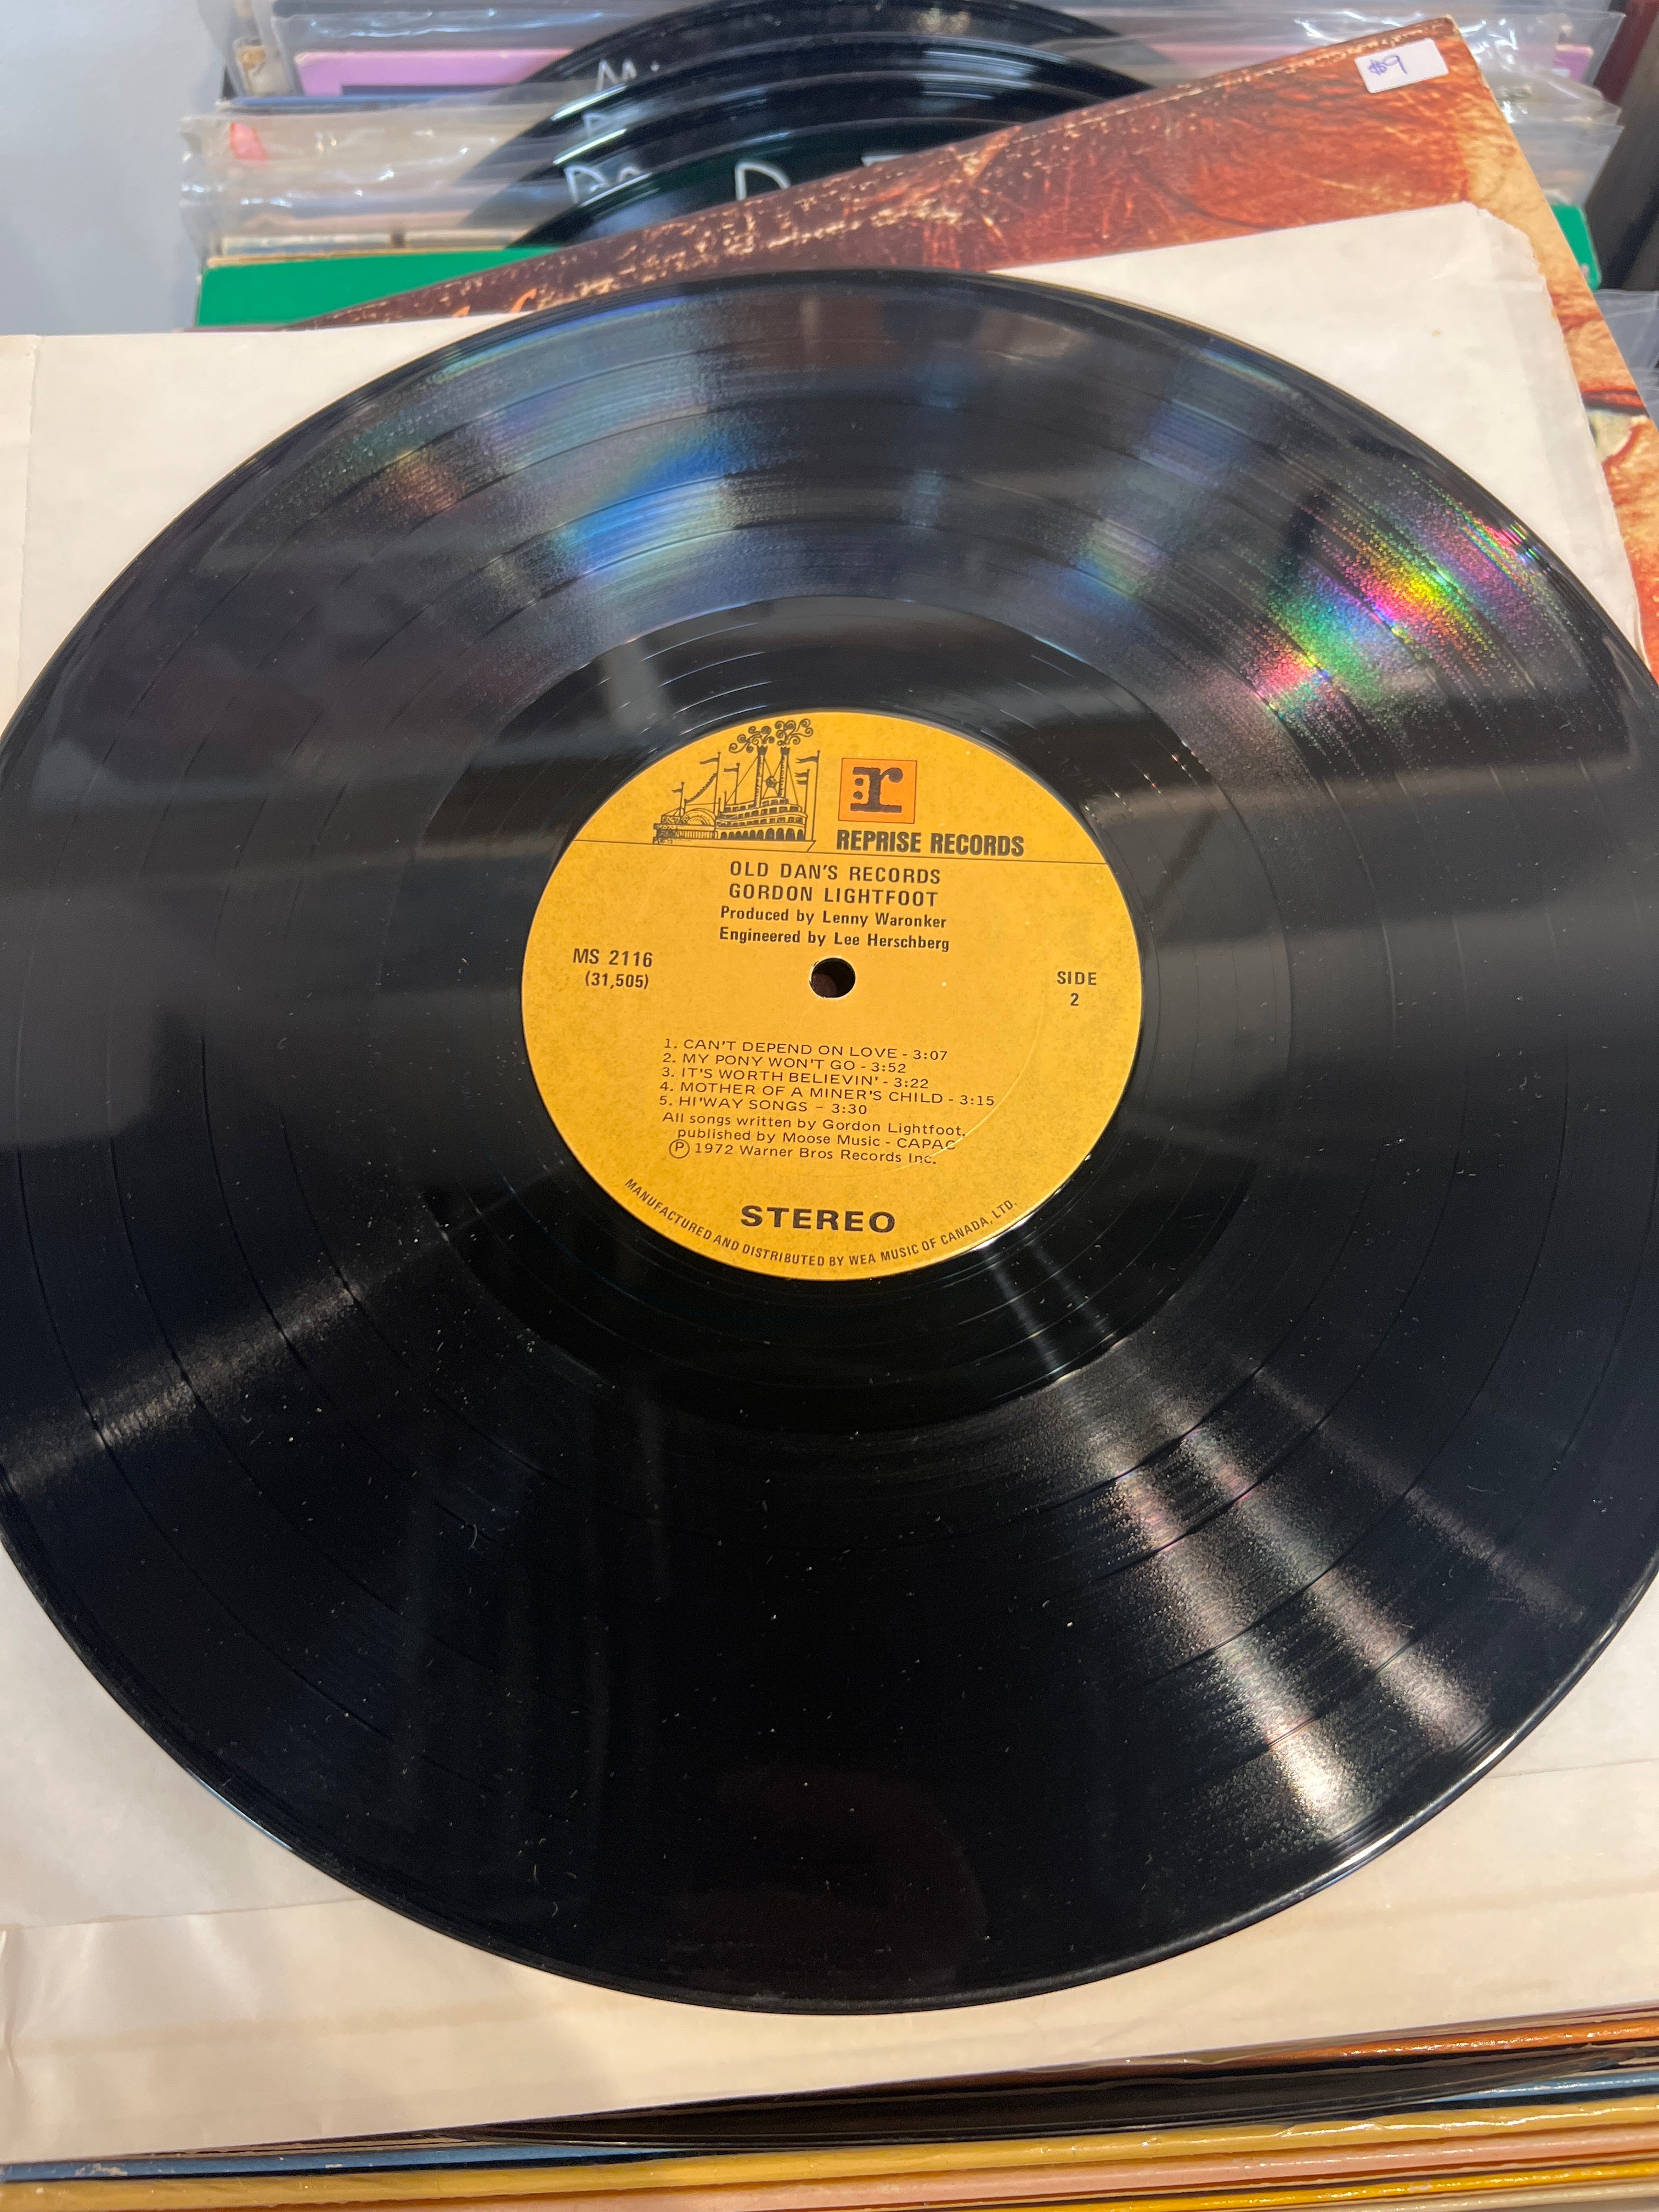 $9
r
REPRISE RECORDS
OLD DAN'S RECORDS
GORDON LIGHTFOOT
Produced by Lenny Waronker
Engineered by Lee Herschberg
MS 2116
(31,505)
SIDE
2
1. CAN'T DEPEND ON LOVE - 3:07
2. MY PONY WON'T GO - 3:52
3. IT'S WORTH BELIEVIN' - 3:22
4. MOTHER OF A MINER'S CHILD - 3:15
5. HI'WAY SONGS - 3:30
All songs written by Gordon Lightfoot,
published by Moose Music - CAPAC
Ⓟ 1972 Warner Bros Records Inc.
STEREO
MANUFACTURED AND DISTRIBUTED BY WEA MUSIC OF CANADA, LTD.